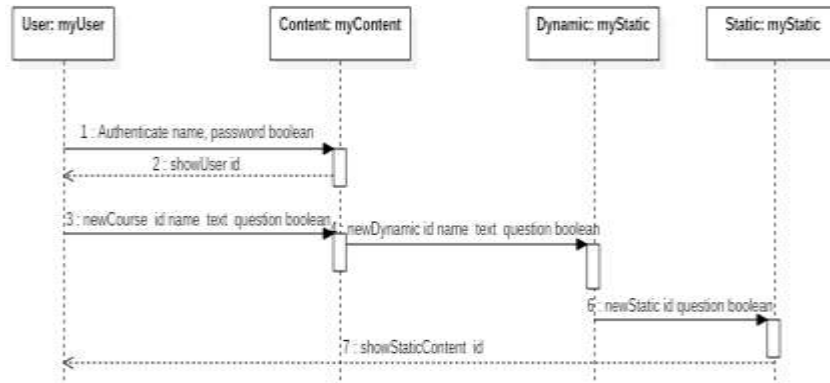 User: myUser
Content: myContent
Dynamic: myStatic
Static: myStatic
1 : Authenticate name, password boolean
2 : showUser id
3 : newCourse id name text question boolean
: newDynamic id name text question boolean
6 : newStatic id question boolean
7 : showStaticContent id